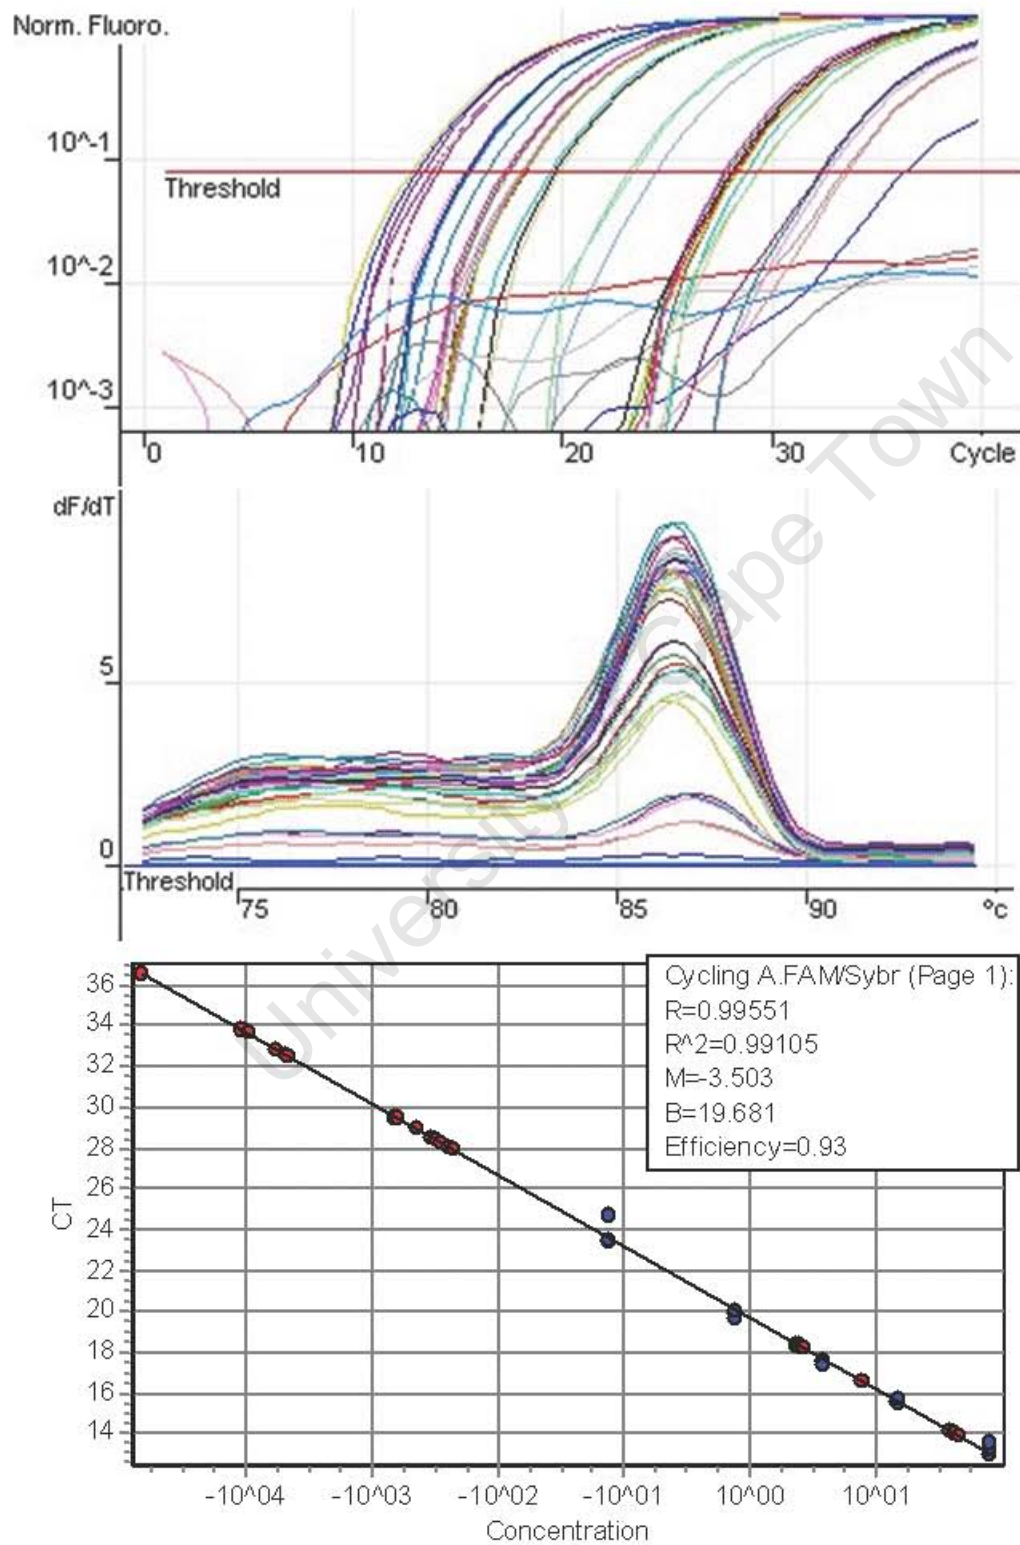 Norm. Fluoro.
10^-1
Threshold
10^-2
10^-3
0 10 20 30 Cycle
dF/dT
5
0
Threshold
75 80 85 90 ºc
University of Cape Town
Cycling A.FAM/Sybr (Page 1):
R=0.99551
R^2=0.99105
M=-3.503
B=19.681
Efficiency=0.93
36
34
32
30
28
26
24
22
20
18
16
14
CT
-10^04 -10^03 -10^02 -10^01 10^00 10^01
Concentration